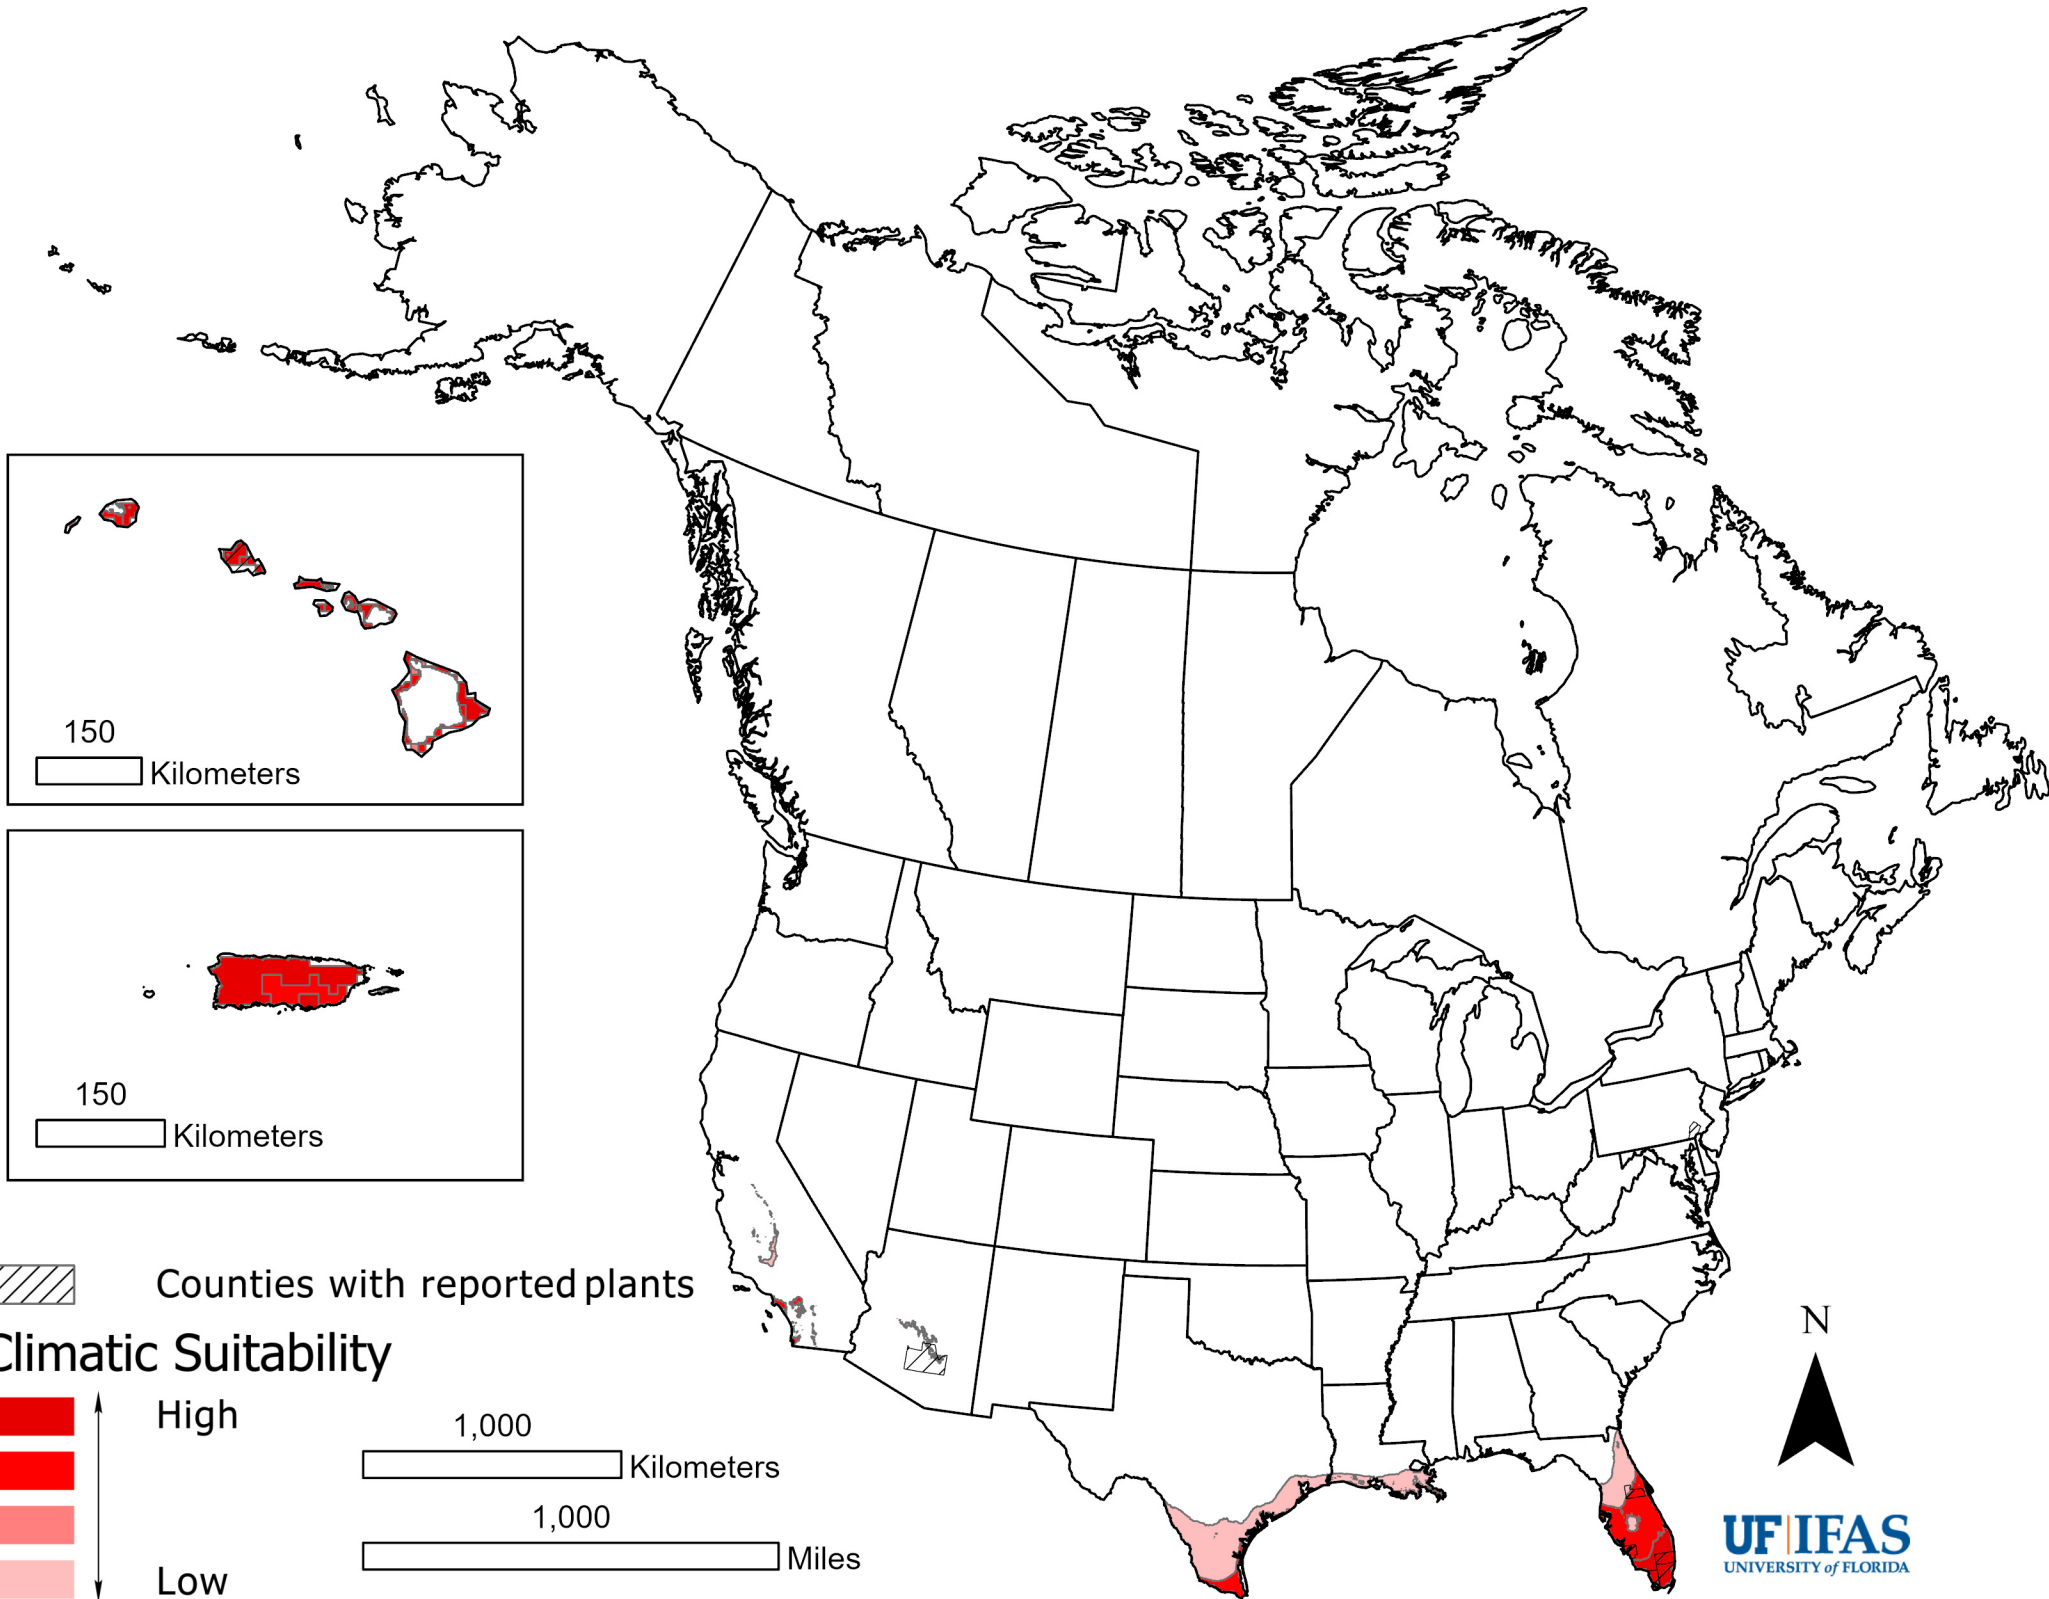 150
Kilometers
150
Kilometers
Counties with reported plants
Climatic Suitability
High
Low
1,000
Kilometers
1,000
Miles
N
UF|IFAS
UNIVERSITY of FLORIDA